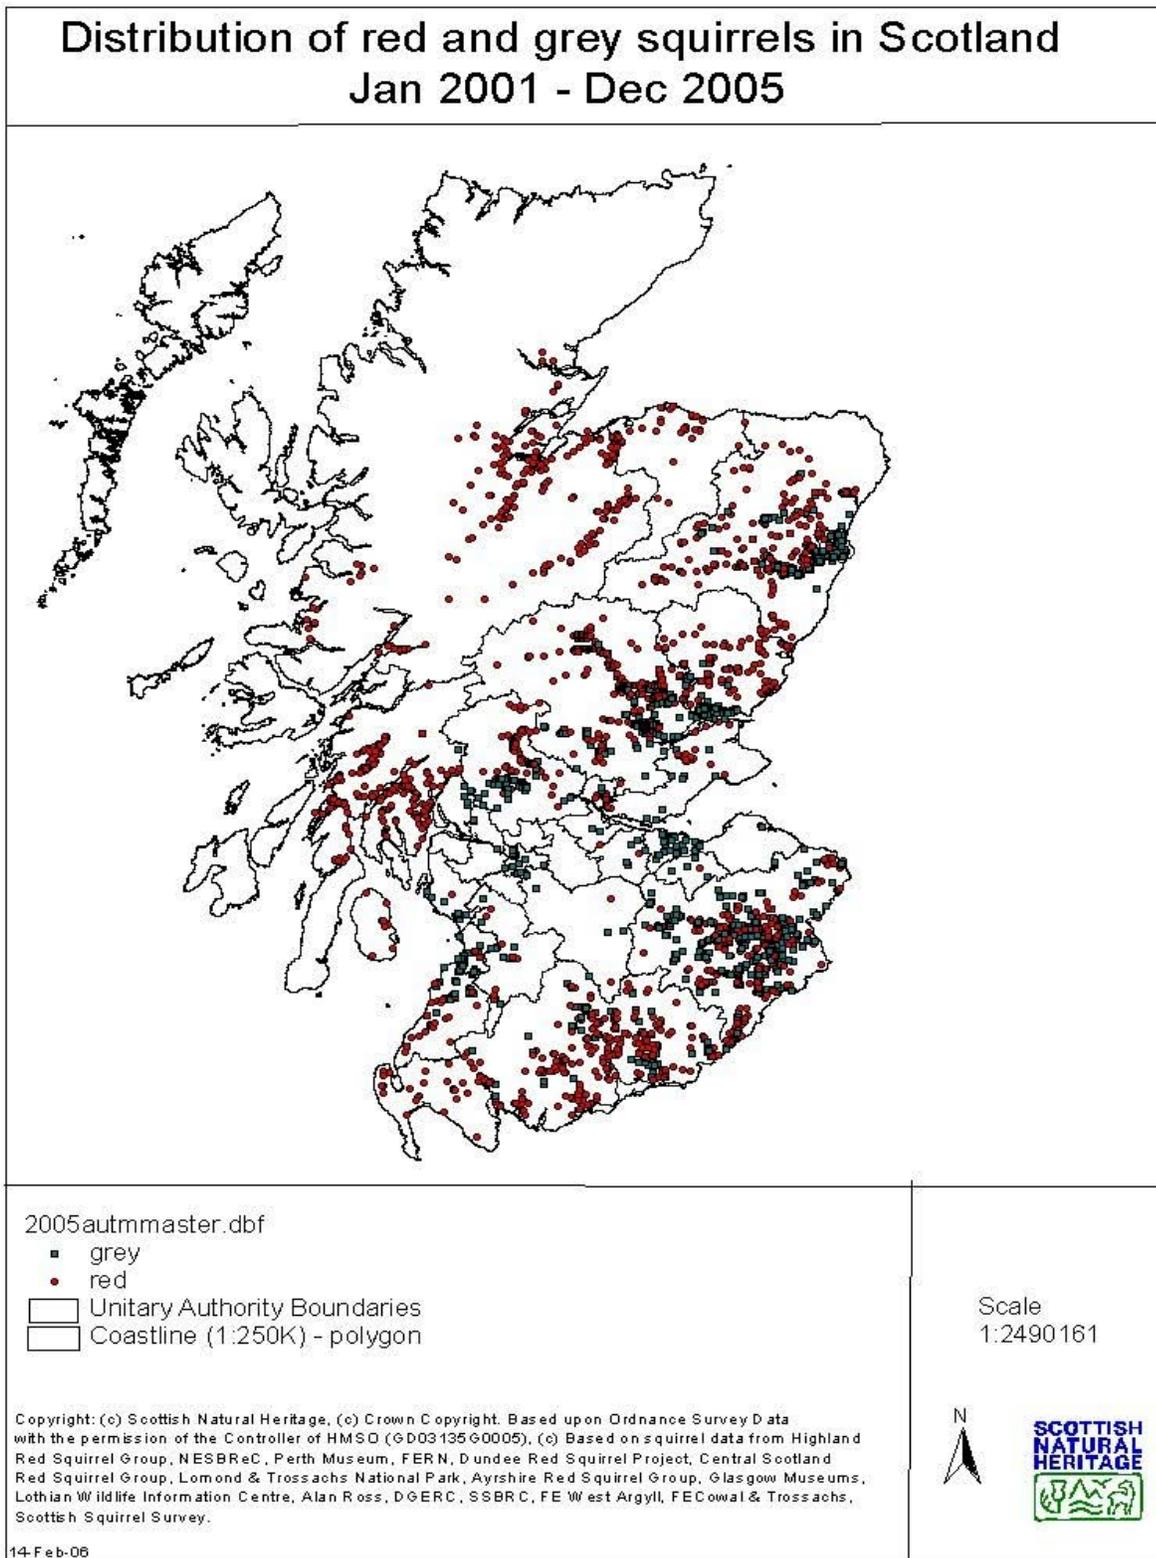 Distribution of red and grey squirrels in Scotland
Jan 2001 - Dec 2005
2005autmmaster.dbf
grey
red
Unitary Authority Boundaries
Coastline (1:250K) - polygon
Scale
1:2490161
Copyright: (c) Scottish Natural Heritage, (c) Crown Copyright. Based upon Ordnance Survey Data
with the permission of the Controller of HMSO (GD03135G0005), (c) Based on squirrel data from Highland
Red Squirrel Group, NESBReC, Perth Museum, FERN, Dundee Red Squirrel Project, Central Scotland
Red Squirrel Group, Lomond & Trossachs National Park, Ayrshire Red Squirrel Group, Glasgow Museums,
Lothian Wildlife Information Centre, Alan Ross, DGERC, SSBRC, FE West Argyll, FECowal & Trossachs,
Scottish Squirrel Survey.
14-Feb-06
N
SCOTTISH
NATURAL
HERITAGE